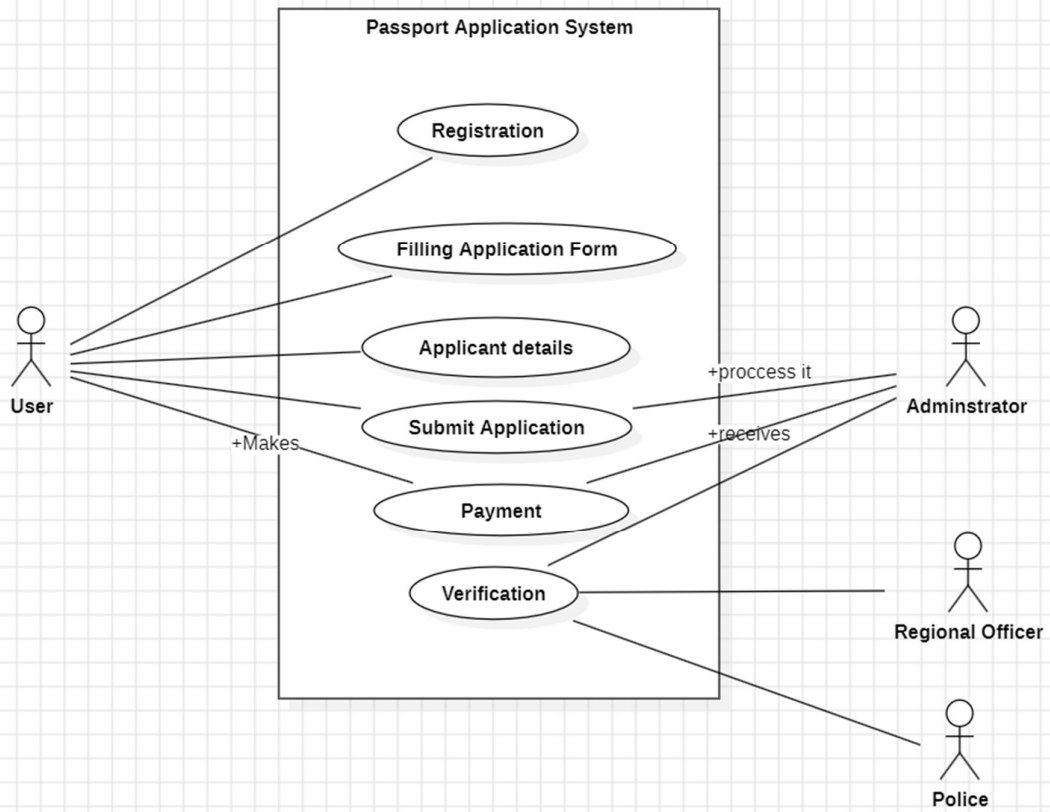 Passport Application System
Registration
Filling Application Form
Applicant details
+proccess it
User
Adminstrator
Submit Application
+receives
+Makes
Payment
Verification
Regional Officer
Police